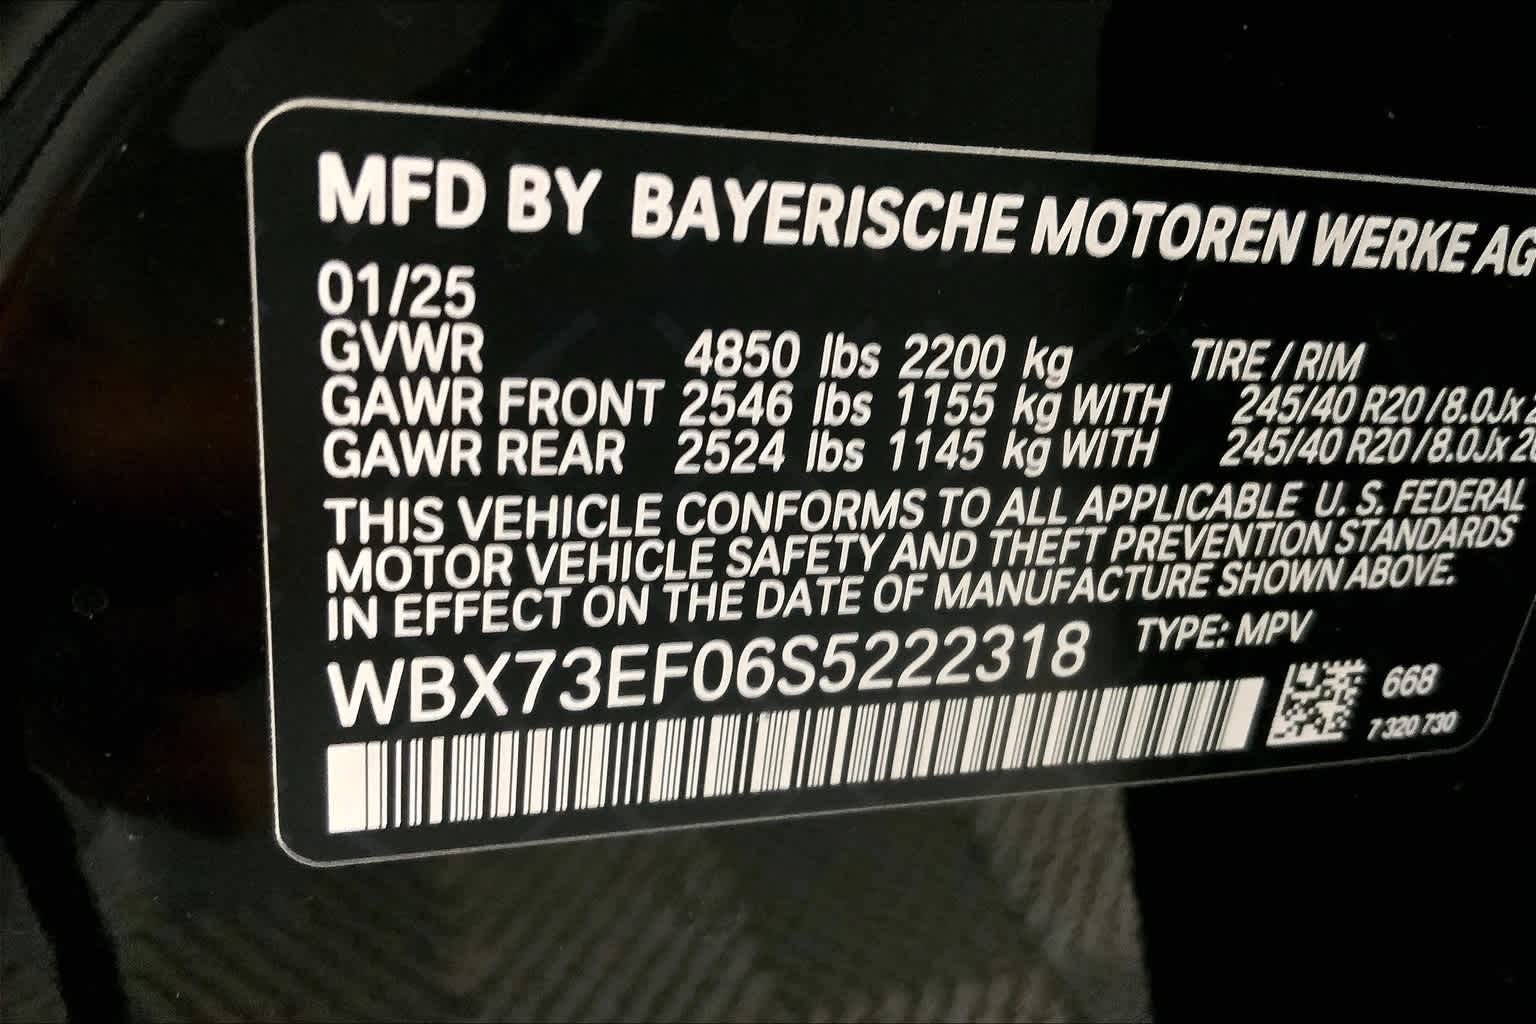 MFD BY BAYERISCHE MOTOREN WERKE AG
01/25
GVWR 4850 lbs 2200 kg TIRE / RIM
GAWR FRONT 2546 lbs 1155 kg WITH 245/40 R20 / 8.0Jx
GAWR REAR 2524 lbs 1145 kg WITH 245/40 R20 / 8.0Jx20
THIS VEHICLE CONFORMS TO ALL APPLICABLE U. S. FEDERAL
MOTOR VEHICLE SAFETY AND THEFT PREVENTION STANDARDS
IN EFFECT ON THE DATE OF MANUFACTURE SHOWN ABOVE.
WBX73EF06S5222318 TYPE: MPV
668
7 320 730